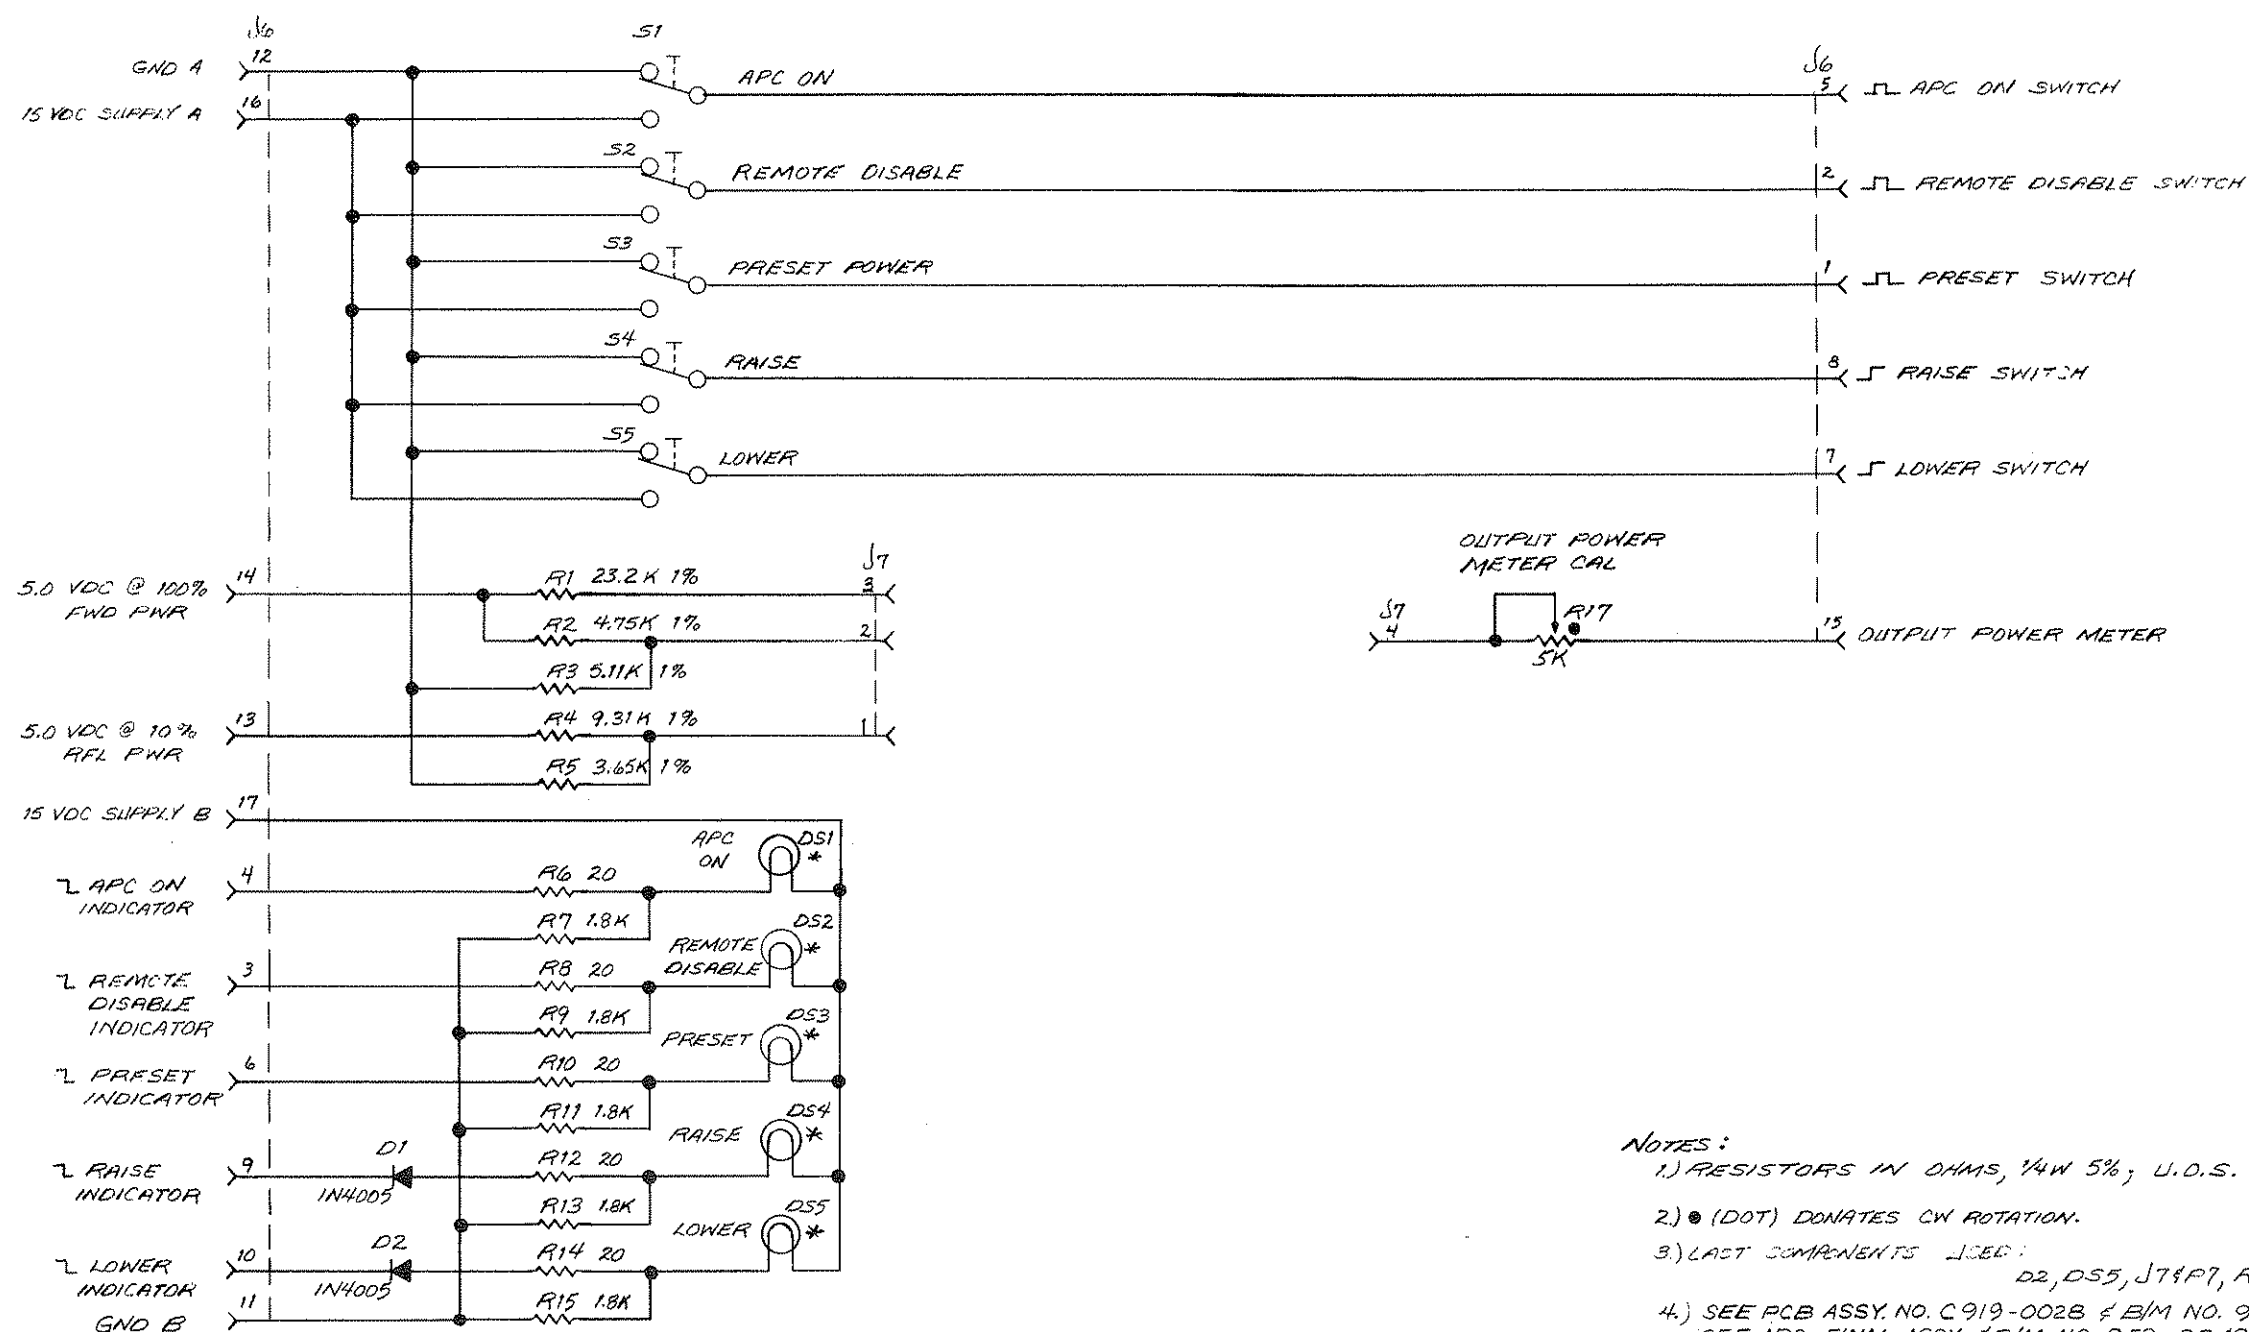 J6
S1
J6
GND A
12
APC ON
5
APC ON SWITCH
15 VDC SUPPLY A
16
S2
REMOTE DISABLE
2
REMOTE DISABLE SWITCH
S3
PRESET POWER
1
PRESET SWITCH
S4
RAISE
8
RAISE SWITCH
S5
LOWER
7
LOWER SWITCH
5.0 VDC @ 100%
FWD PWR
14
R1 23.2K 1%
J7
3
R2 4.75K 1%
2
R3 5.11K 1%
OUTPUT POWER
METER CAL
J7
4
R17
5K
15
OUTPUT POWER METER
5.0 VDC @ 10%
RFL PWR
13
R4 9.31K 1%
1
R5 3.65K 1%
15 VDC SUPPLY B
17
APC
ON
DS1
*
APC ON
INDICATOR
4
R6 20
R7 1.8K
REMOTE
DISABLE
DS2
*
REMOTE
DISABLE
INDICATOR
3
R8 20
R9 1.8K
PRESET
DS3
*
PRESET
INDICATOR
6
R10 20
R11 1.8K
RAISE
DS4
*
RAISE
INDICATOR
9
D1
1N4005
R12 20
R13 1.8K
LOWER
DS5
*
LOWER
INDICATOR
10
D2
1N4005
R14 20
R15 1.8K
11
GND B
NOTES:
1.) RESISTORS IN OHMS, 1/4W 5%; U.O.S.
2.) ● (DOT) DONATES CW ROTATION.
3.) LAST COMPONENTS USED:
D2, DS5, J7&P7, R
4.) SEE PCB ASSY. NO. C919-0028 & B/M NO. 9